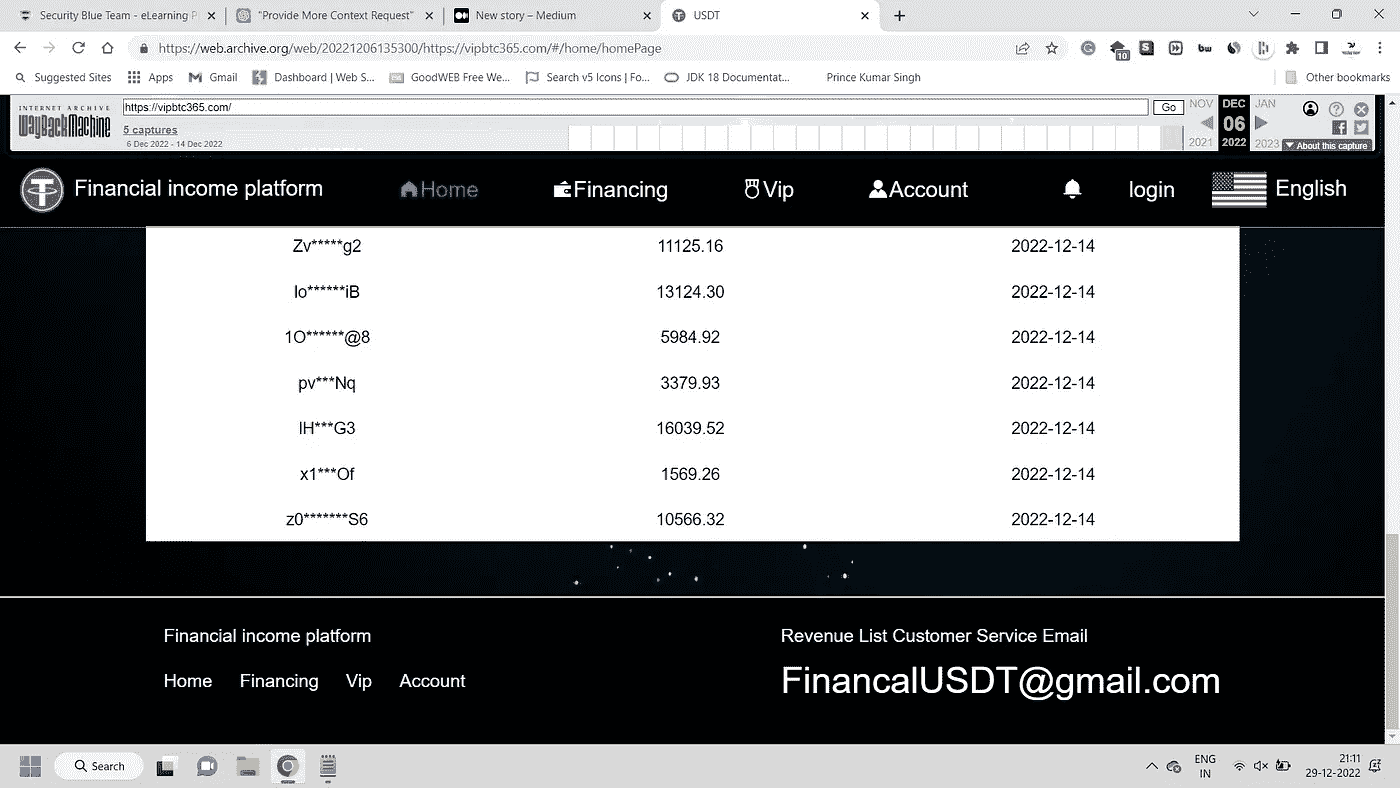 Security Blue Team - eLearning P
"Provide More Context Request"
New story – Medium
USDT
https://web.archive.org/web/20221206135300/https://vipbtc365.com/#/home/homePage
10
Suggested Sites
Apps
Gmail
Dashboard | Web S...
GoodWEB Free We...
Search v5 Icons | Fo...
JDK 18 Documentat...
Prince Kumar Singh
Other bookmarks
INTERNET ARCHIVE
WayBackMachine
https://vipbtc365.com/
Go
NOV
DEC
JAN
5 captures
06
6 Dec 2022 - 14 Dec 2022
2021
2022
2023
About this capture
Financial income platform
Home
Financing
Vip
Account
login
English
Zv*****g2 11125.16 2022-12-14
Io******iB 13124.30 2022-12-14
1O******@8 5984.92 2022-12-14
pv***Nq 3379.93 2022-12-14
lH***G3 16039.52 2022-12-14
x1***Of 1569.26 2022-12-14
z0*******S6 10566.32 2022-12-14
Financial income platform
Home Financing Vip Account
Revenue List Customer Service Email
FinancalUSDT@gmail.com
Search
ENG
IN
21:11
29-12-2022